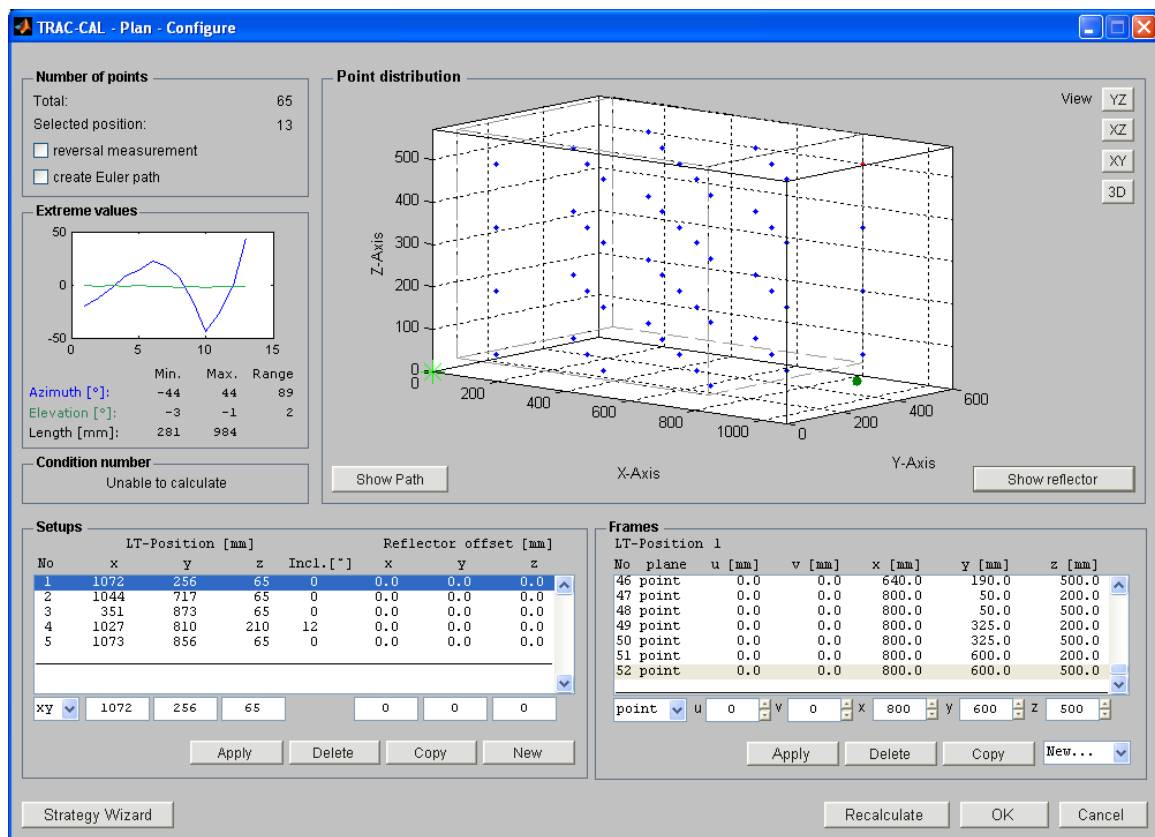 TRAC-CAL - Plan - Configure
Number of points
Total: 65
Selected position: 13
reversal measurement
create Euler path
Extreme values
50
0
-50
0 5 10 15
Min. Max. Range
Azimuth [°]: -44 44 89
Elevation [°]: -3 -1 2
Length [mm]: 281 984
Condition number
Unable to calculate
Point distribution
View YZ
XZ
XY
3D
500
400
300
200
100
0
Z-Axis
0 200 400 600 800 1000
X-Axis
0 200 400 600
Y-Axis
Show Path
Show reflector
Setups
LT-Position [mm] Reflector offset [mm]
No x y z Incl.[°] x y z
1 1072 256 65 0 0.0 0.0 0.0
2 1044 717 65 0 0.0 0.0 0.0
3 351 873 65 0 0.0 0.0 0.0
4 1027 810 210 12 0.0 0.0 0.0
5 1073 856 65 0 0.0 0.0 0.0
xy 1072 256 65 0 0 0
Apply Delete Copy New
Frames
LT-Position 1
No plane u [mm] v [mm] x [mm] y [mm] z [mm]
46 point 0.0 0.0 640.0 190.0 500.0
47 point 0.0 0.0 800.0 50.0 200.0
48 point 0.0 0.0 800.0 50.0 500.0
49 point 0.0 0.0 800.0 325.0 200.0
50 point 0.0 0.0 800.0 325.0 500.0
51 point 0.0 0.0 800.0 600.0 200.0
52 point 0.0 0.0 800.0 600.0 500.0
point u 0 v 0 x 800 y 600 z 500
Apply Delete Copy New...
Strategy Wizard
Recalculate OK Cancel